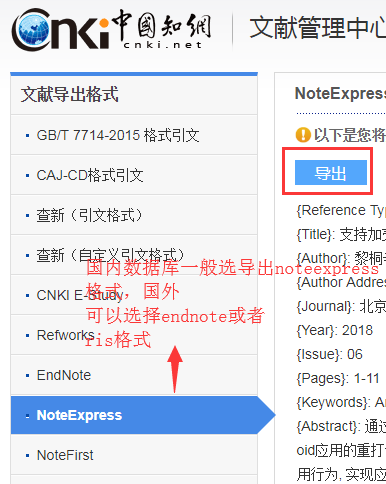 cnki 中国知网
cnki.net
文献管理中心
文献导出格式
GB/T 7714-2015 格式引文
CAJ-CD格式引文
查新（引文格式）
查新（自定义引文格式）
CNKI E-Study
Refworks
EndNote
NoteExpress
NoteFirst
国内数据库一般选导出noteexpress
格式，国外
可以选择endnote或者
ris格式
NoteExpress
以下是您将
导出
{Reference Typ
{Title}: 支持加
{Author}: 黎桐
{Author Addres
{Journal}: 北京
{Year}: 2018
{Issue}: 06
{Pages}: 1-11
{Keywords}: An
{Abstract}: 通过
oid应用的重打
用行为, 实现应